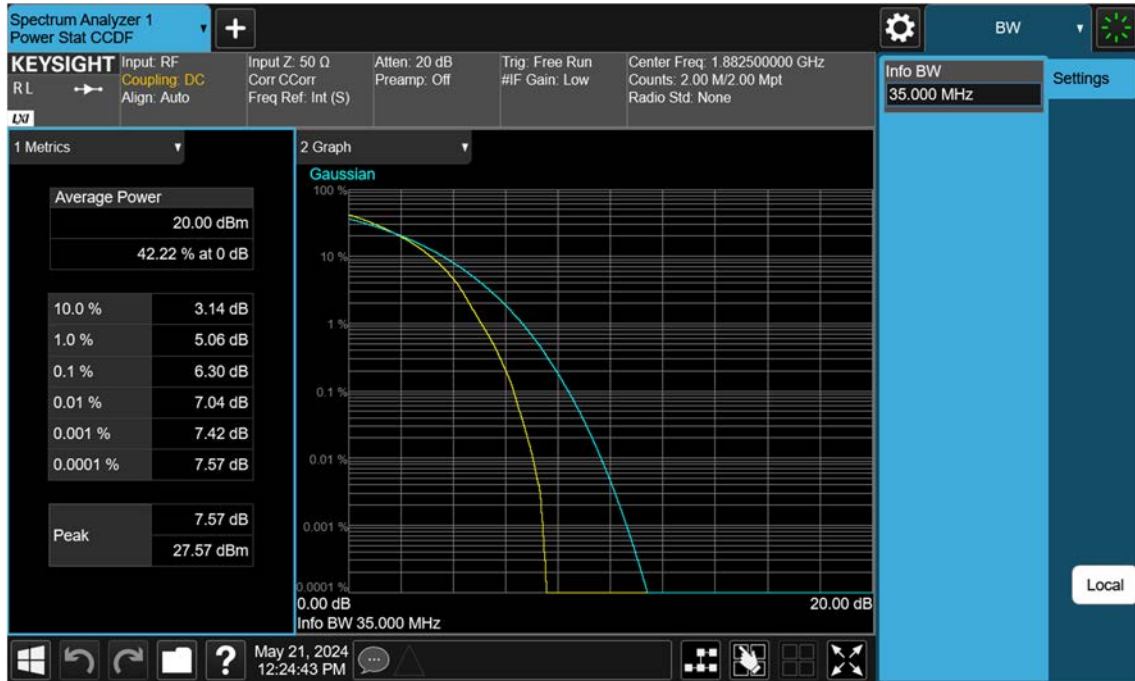 Spectrum Analyzer 1
Power Stat CCDF
BW
KEYSIGHT
R L
LXI
Input: RF
Coupling: DC
Align: Auto
Input Z: 50 Ω
Corr CCorr
Freq Ref: Int (S)
Atten: 20 dB
Preamp: Off
Trig: Free Run
#IF Gain: Low
Center Freq: 1.882500000 GHz
Counts: 2.00 M/2.00 Mpt
Radio Std: None
Info BW
35.000 MHz
Settings
1 Metrics
Average Power
20.00 dBm
42.22 % at 0 dB
10.0 % 3.14 dB
1.0 % 5.06 dB
0.1 % 6.30 dB
0.01 % 7.04 dB
0.001 % 7.42 dB
0.0001 % 7.57 dB
Peak
7.57 dB
27.57 dBm
2 Graph
Gaussian
100 %
10 %
1 %
0.1 %
0.01 %
0.001 %
0.0001 %
0.00 dB 20.00 dB
Info BW 35.000 MHz
Local
?
May 21, 2024
12:24:43 PM